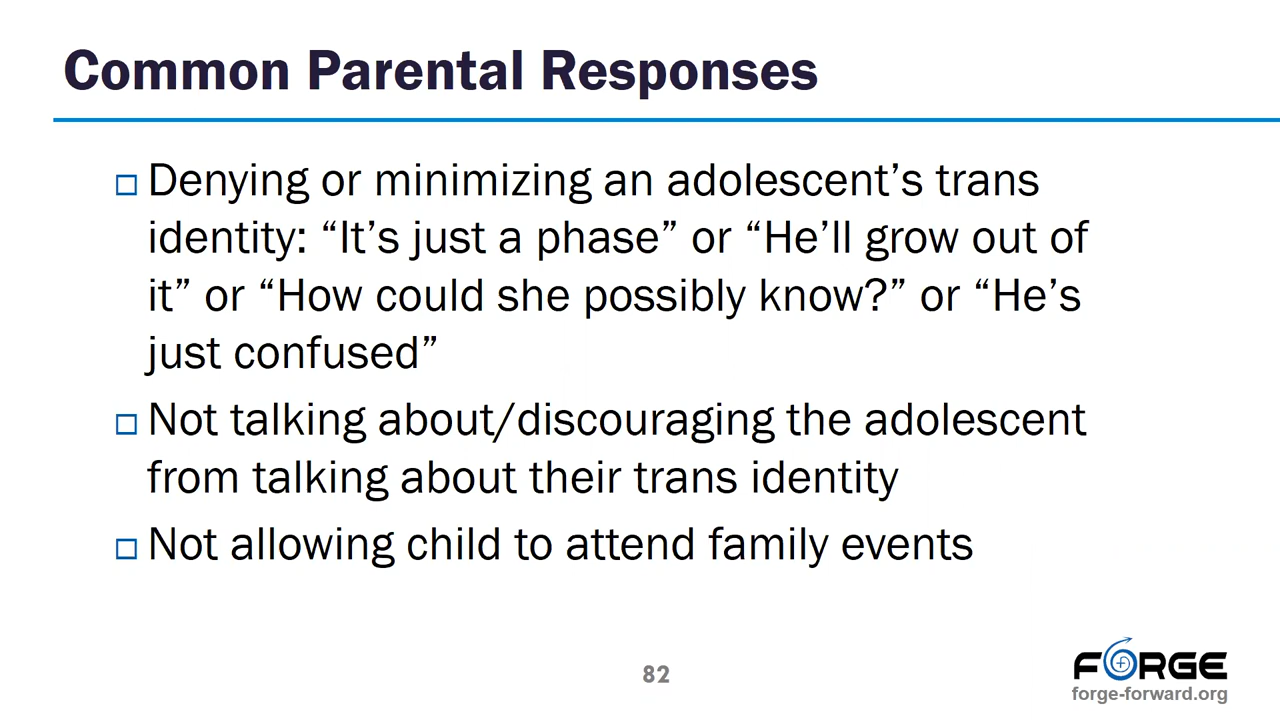 Common Parental Responses
Denying or minimizing an adolescent’s trans
identity: “It’s just a phase” or “He’ll grow out of
it” or “How could she possibly know?” or “He’s
just confused”
Not talking about/discouraging the adolescent
from talking about their trans identity
Not allowing child to attend family events
82
FORGE
forge-forward.org